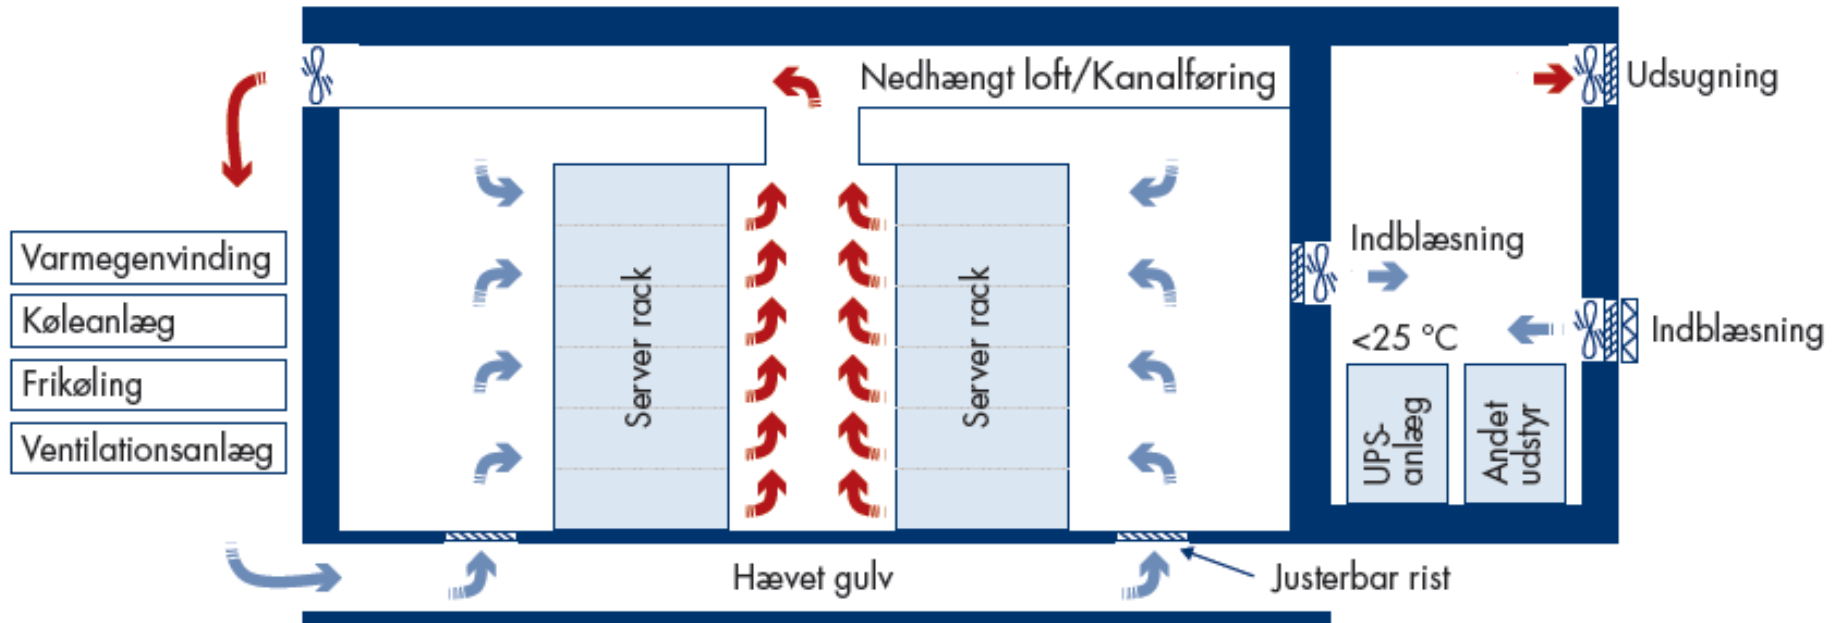 Nedhængt loft/Kanalføring
Udsugning
Varmegenvinding
Køleanlæg
Frikøling
Ventilationsanlæg
Server rack
Server rack
Indblæsning
<25 °C
Indblæsning
UPS-
anlæg
Andet
udstyr
Hævet gulv
Justerbar rist